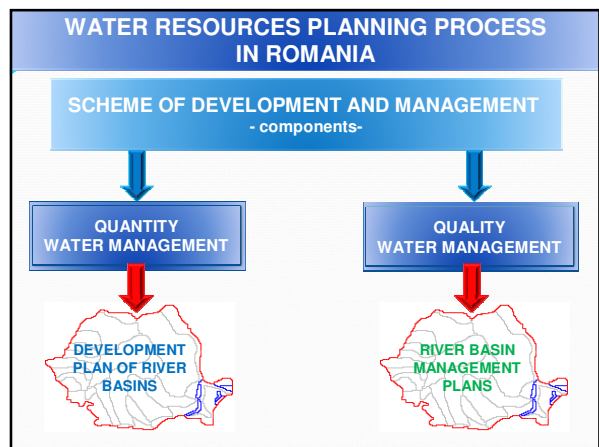 WATER RESOURCES PLANNING PROCESS
IN ROMANIA
SCHEME OF DEVELOPMENT AND MANAGEMENT
- components-
QUANTITY
WATER MANAGEMENT
QUALITY
WATER MANAGEMENT
DEVELOPMENT
PLAN OF RIVER
BASINS
RIVER BASIN
MANAGEMENT
PLANS